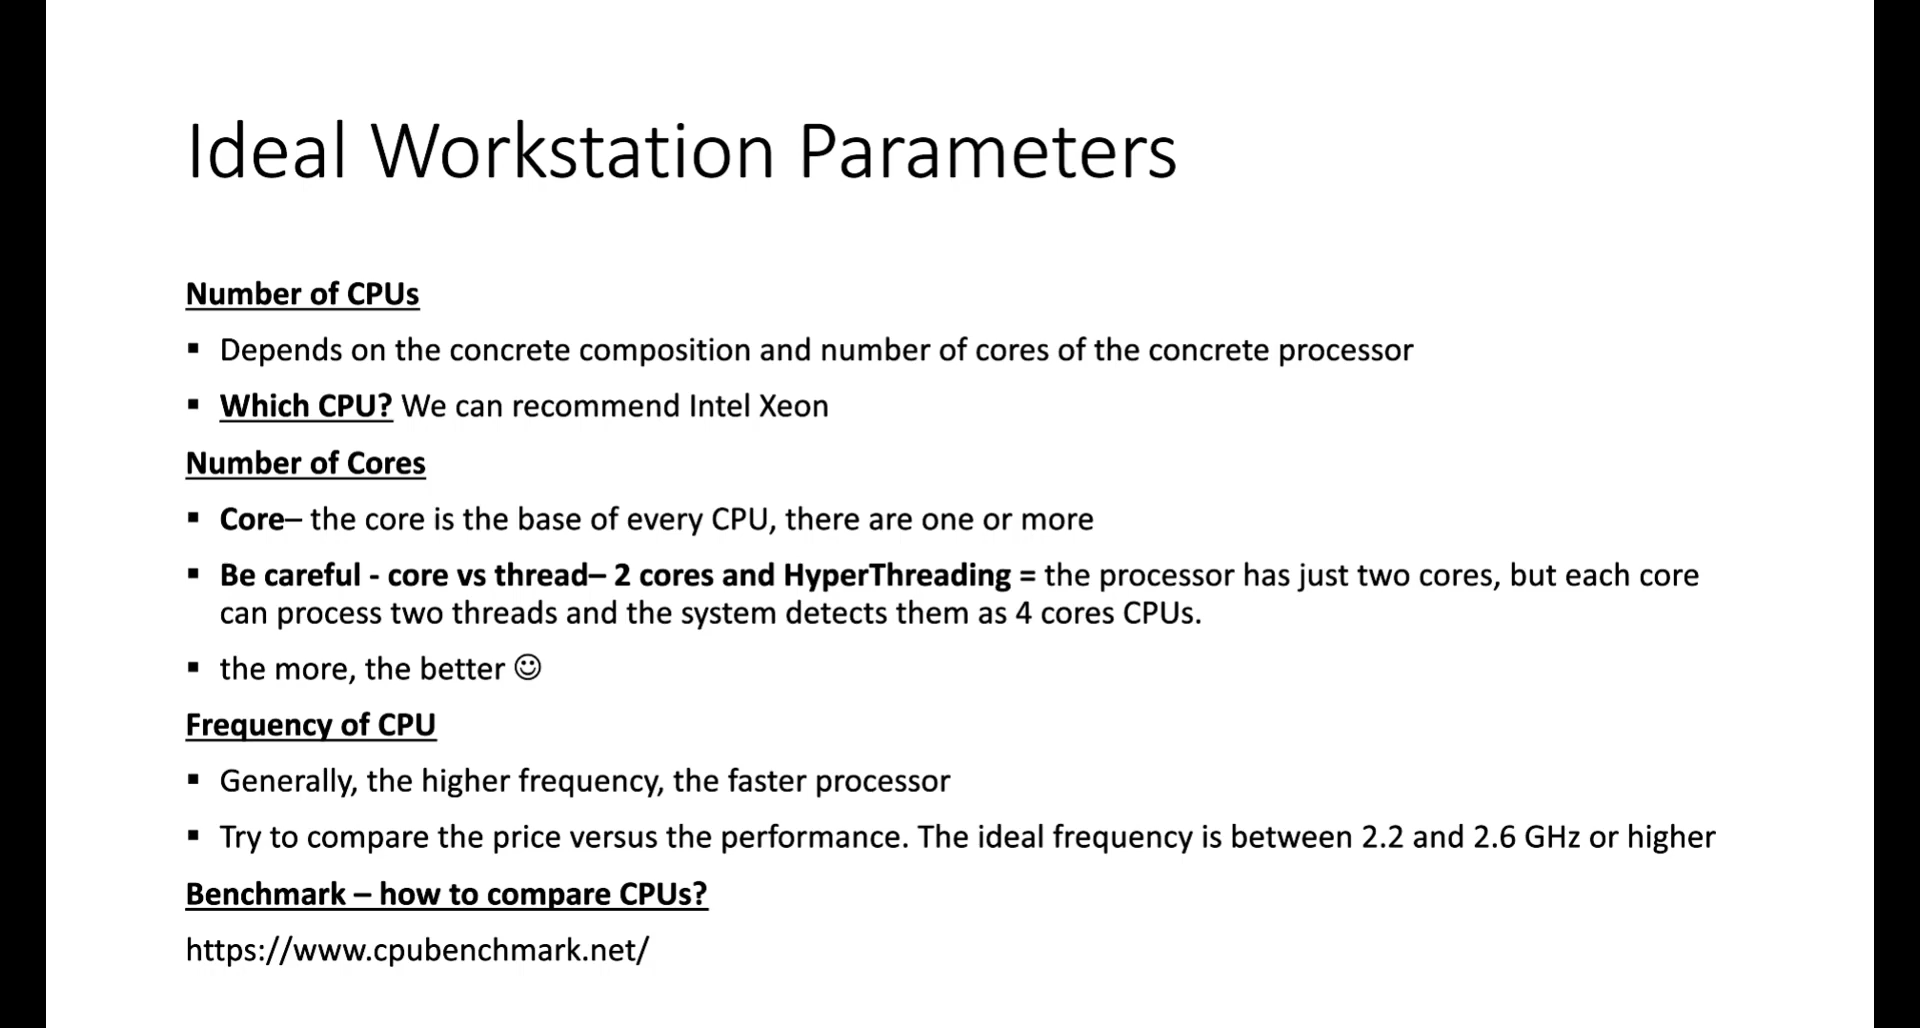 Ideal Workstation Parameters
Number of CPUs
▪ Depends on the concrete composition and number of cores of the concrete processor
▪ Which CPU? We can recommend Intel Xeon
Number of Cores
▪ Core– the core is the base of every CPU, there are one or more
▪ Be careful - core vs thread– 2 cores and HyperThreading = the processor has just two cores, but each core
can process two threads and the system detects them as 4 cores CPUs.
▪ the more, the better ☺
Frequency of CPU
▪ Generally, the higher frequency, the faster processor
▪ Try to compare the price versus the performance. The ideal frequency is between 2.2 and 2.6 GHz or higher
Benchmark – how to compare CPUs?
https://www.cpubenchmark.net/